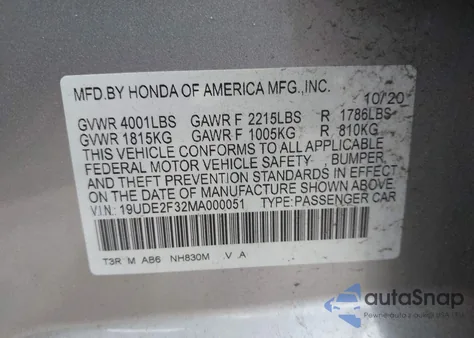 MFD.BY HONDA OF AMERICA MFG.,INC.
10/20
GVWR 4001LBS GAWR F 2215LBS R 1786LBS
GVWR 1815KG GAWR F 1005KG R 810KG
THIS VEHICLE CONFORMS TO ALL APPLICABLE
FEDERAL MOTOR VEHICLE SAFETY BUMPER,
AND THEFT PREVENTION STANDARDS IN EFFECT
ON THE DATE OF MANUFACTURE SHOWN ABOVE.
V.I.N: 19UDE2F32MA000051 TYPE:PASSENGER CAR
T3R M AB6 NH830M V A
autoSnap